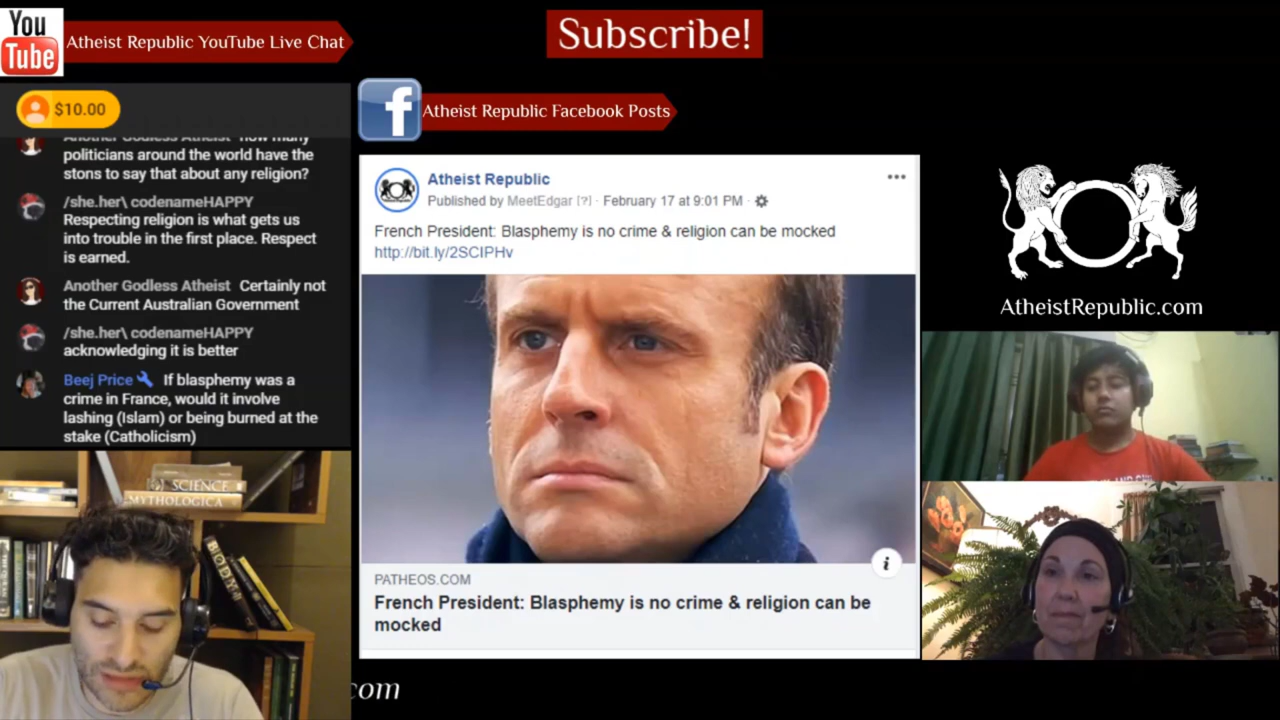 You
Tube
Atheist Republic YouTube Live Chat
Subscribe!
$10.00
Another Godless Atheist how many
politicians around the world have the
stons to say that about any religion?
/she.her\ codenameHAPPY
Respecting religion is what gets us
into trouble in the first place. Respect
is earned.
Another Godless Atheist Certainly not
the Current Australian Government
/she.her\ codenameHAPPY
acknowledging it is better
Beej Price If blasphemy was a
crime in France, would it involve
lashing (Islam) or being burned at the
stake (Catholicism)
f
Atheist Republic Facebook Posts
Atheist Republic
Published by MeetEdgar [?] · February 17 at 9:01 PM ·
French President: Blasphemy is no crime & religion can be mocked
http://bit.ly/2SCIPHv
i
PATHEOS.COM
French President: Blasphemy is no crime & religion can be
mocked
AtheistRepublic.com
SCIENCE
MYTHOLOGICA
com